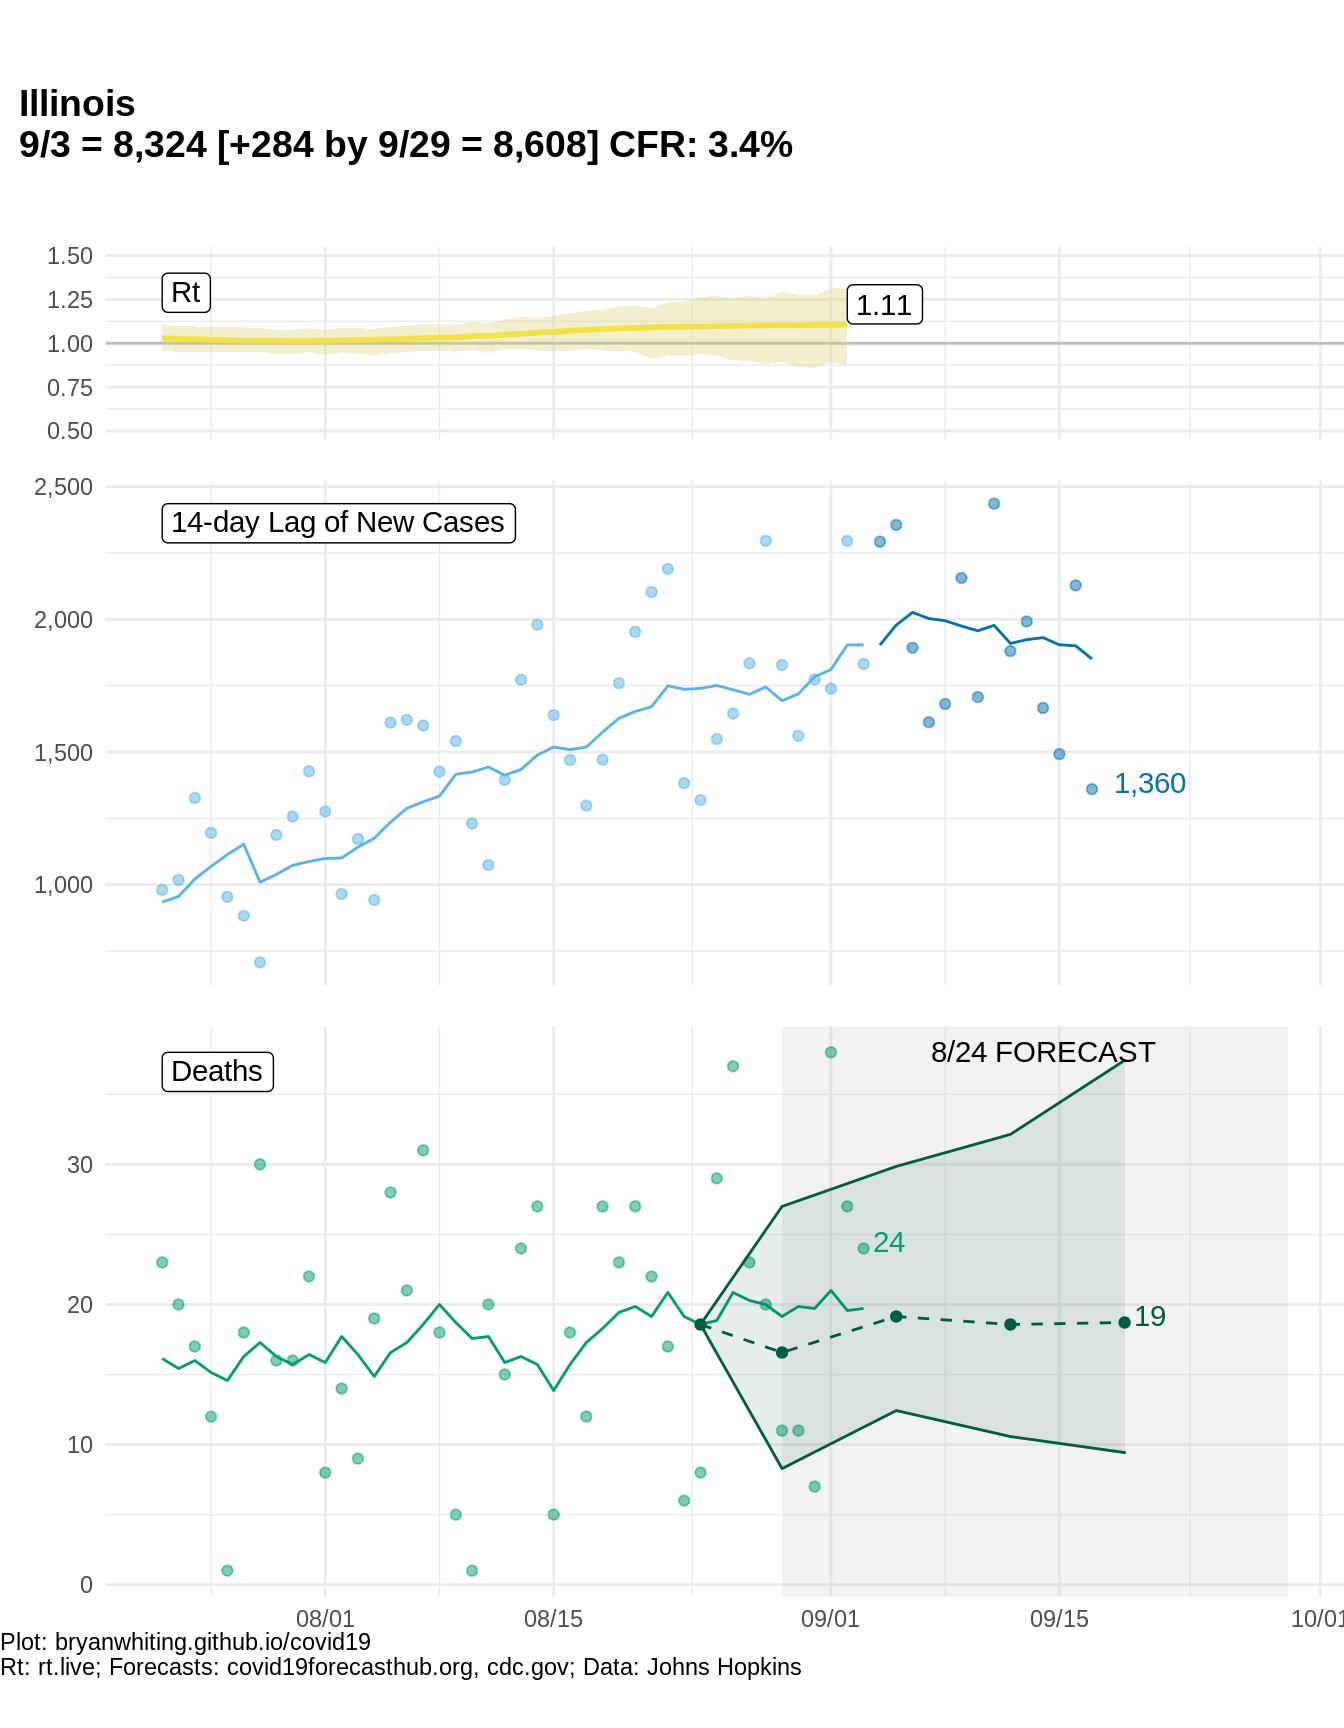 Illinois
9/3 = 8,324 [+284 by 9/29 = 8,608] CFR: 3.4%
1.50
Rt
1.25
1.11
1.00
0.75
0.50
2,500
14-day Lag of New Cases
2,000
1,500
1,360
1,000
8/24 FORECAST
Deaths
30
24
20
19
10
0
08/01 08/15 09/01 09/15 10/01
Plot: bryanwhiting.github.io/covid19
Rt: rt.live; Forecasts: covid19forecasthub.org, cdc.gov; Data: Johns Hopkins